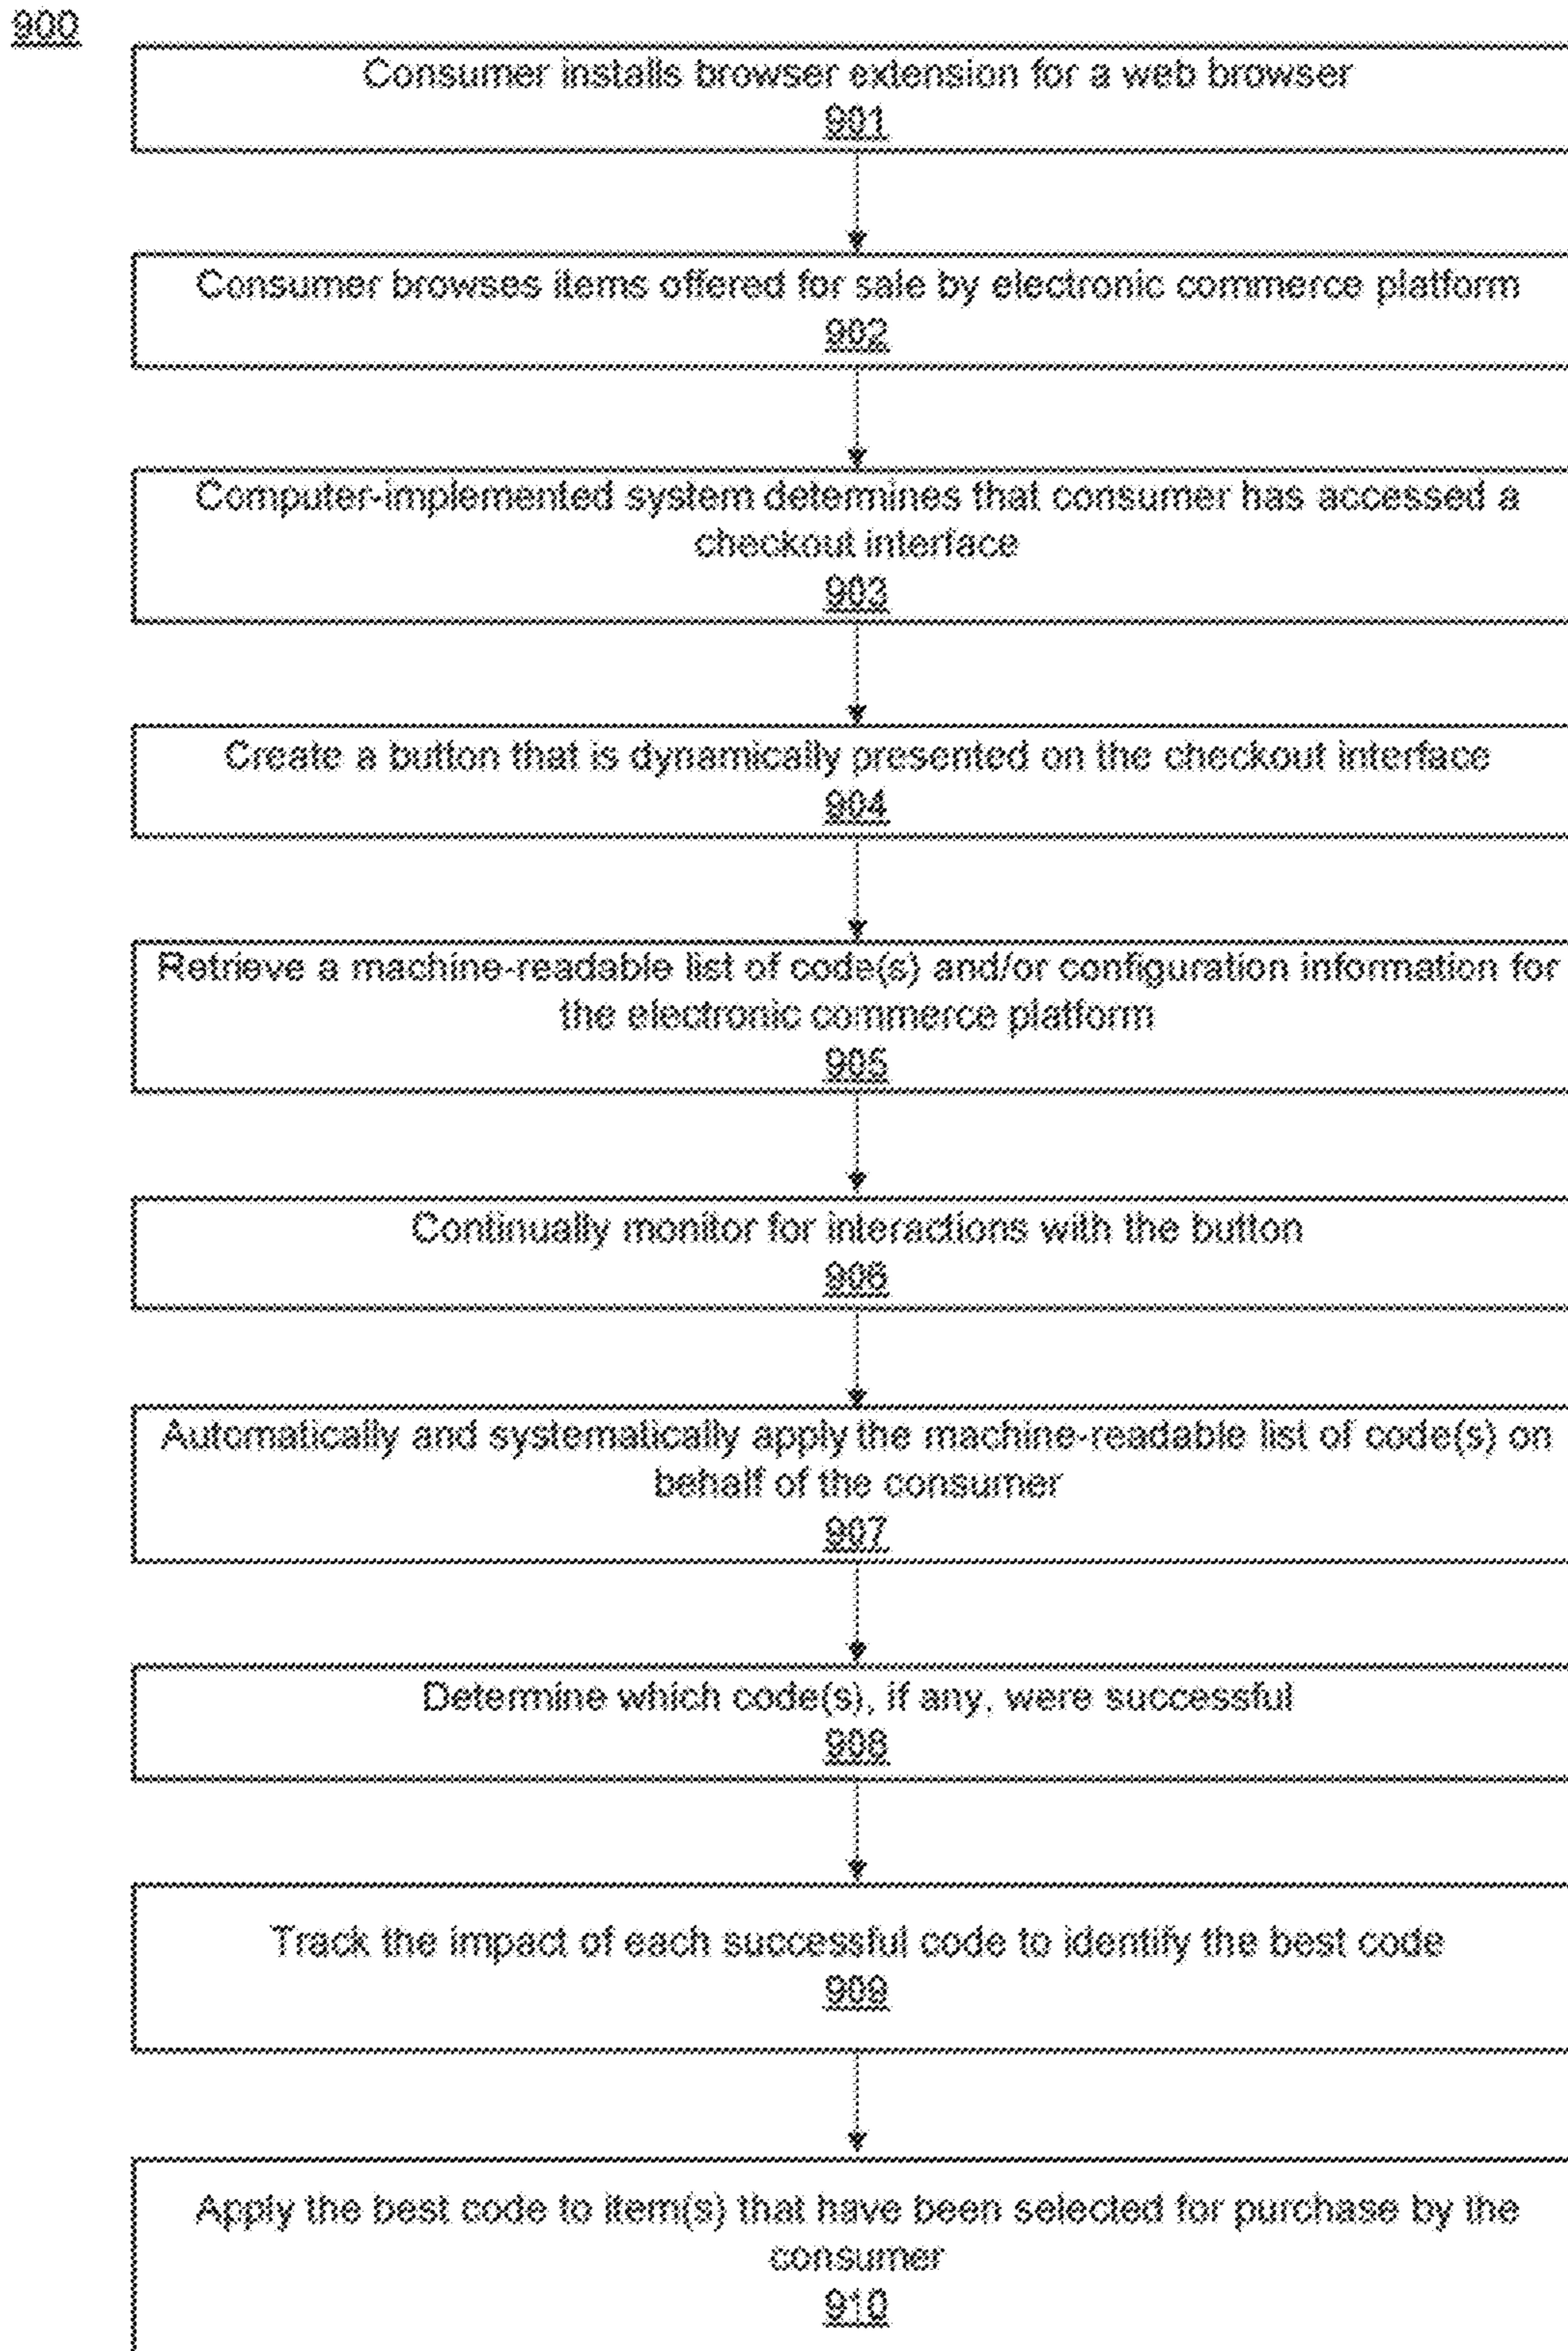 900
Consumer installs browser extension for a web browser
901
Consumer browses items offered for sale by electronic commerce platform
902
Computer-implemented system determines that consumer has accessed a
checkout interface
903
Create a button that is dynamically presented on the checkout interface
904
Retrieve a machine-readable list of code(s) and/or configuration information for
the electronic commerce platform
905
Continually monitor for interactions with the button
906
Automatically and systematically apply the machine-readable list of code(s) on
behalf of the consumer
907
Determine which code(s), if any, were successful
908
Track the impact of each successful code to identify the best code
909
Apply the best code to item(s) that have been selected for purchase by the
consumer
910